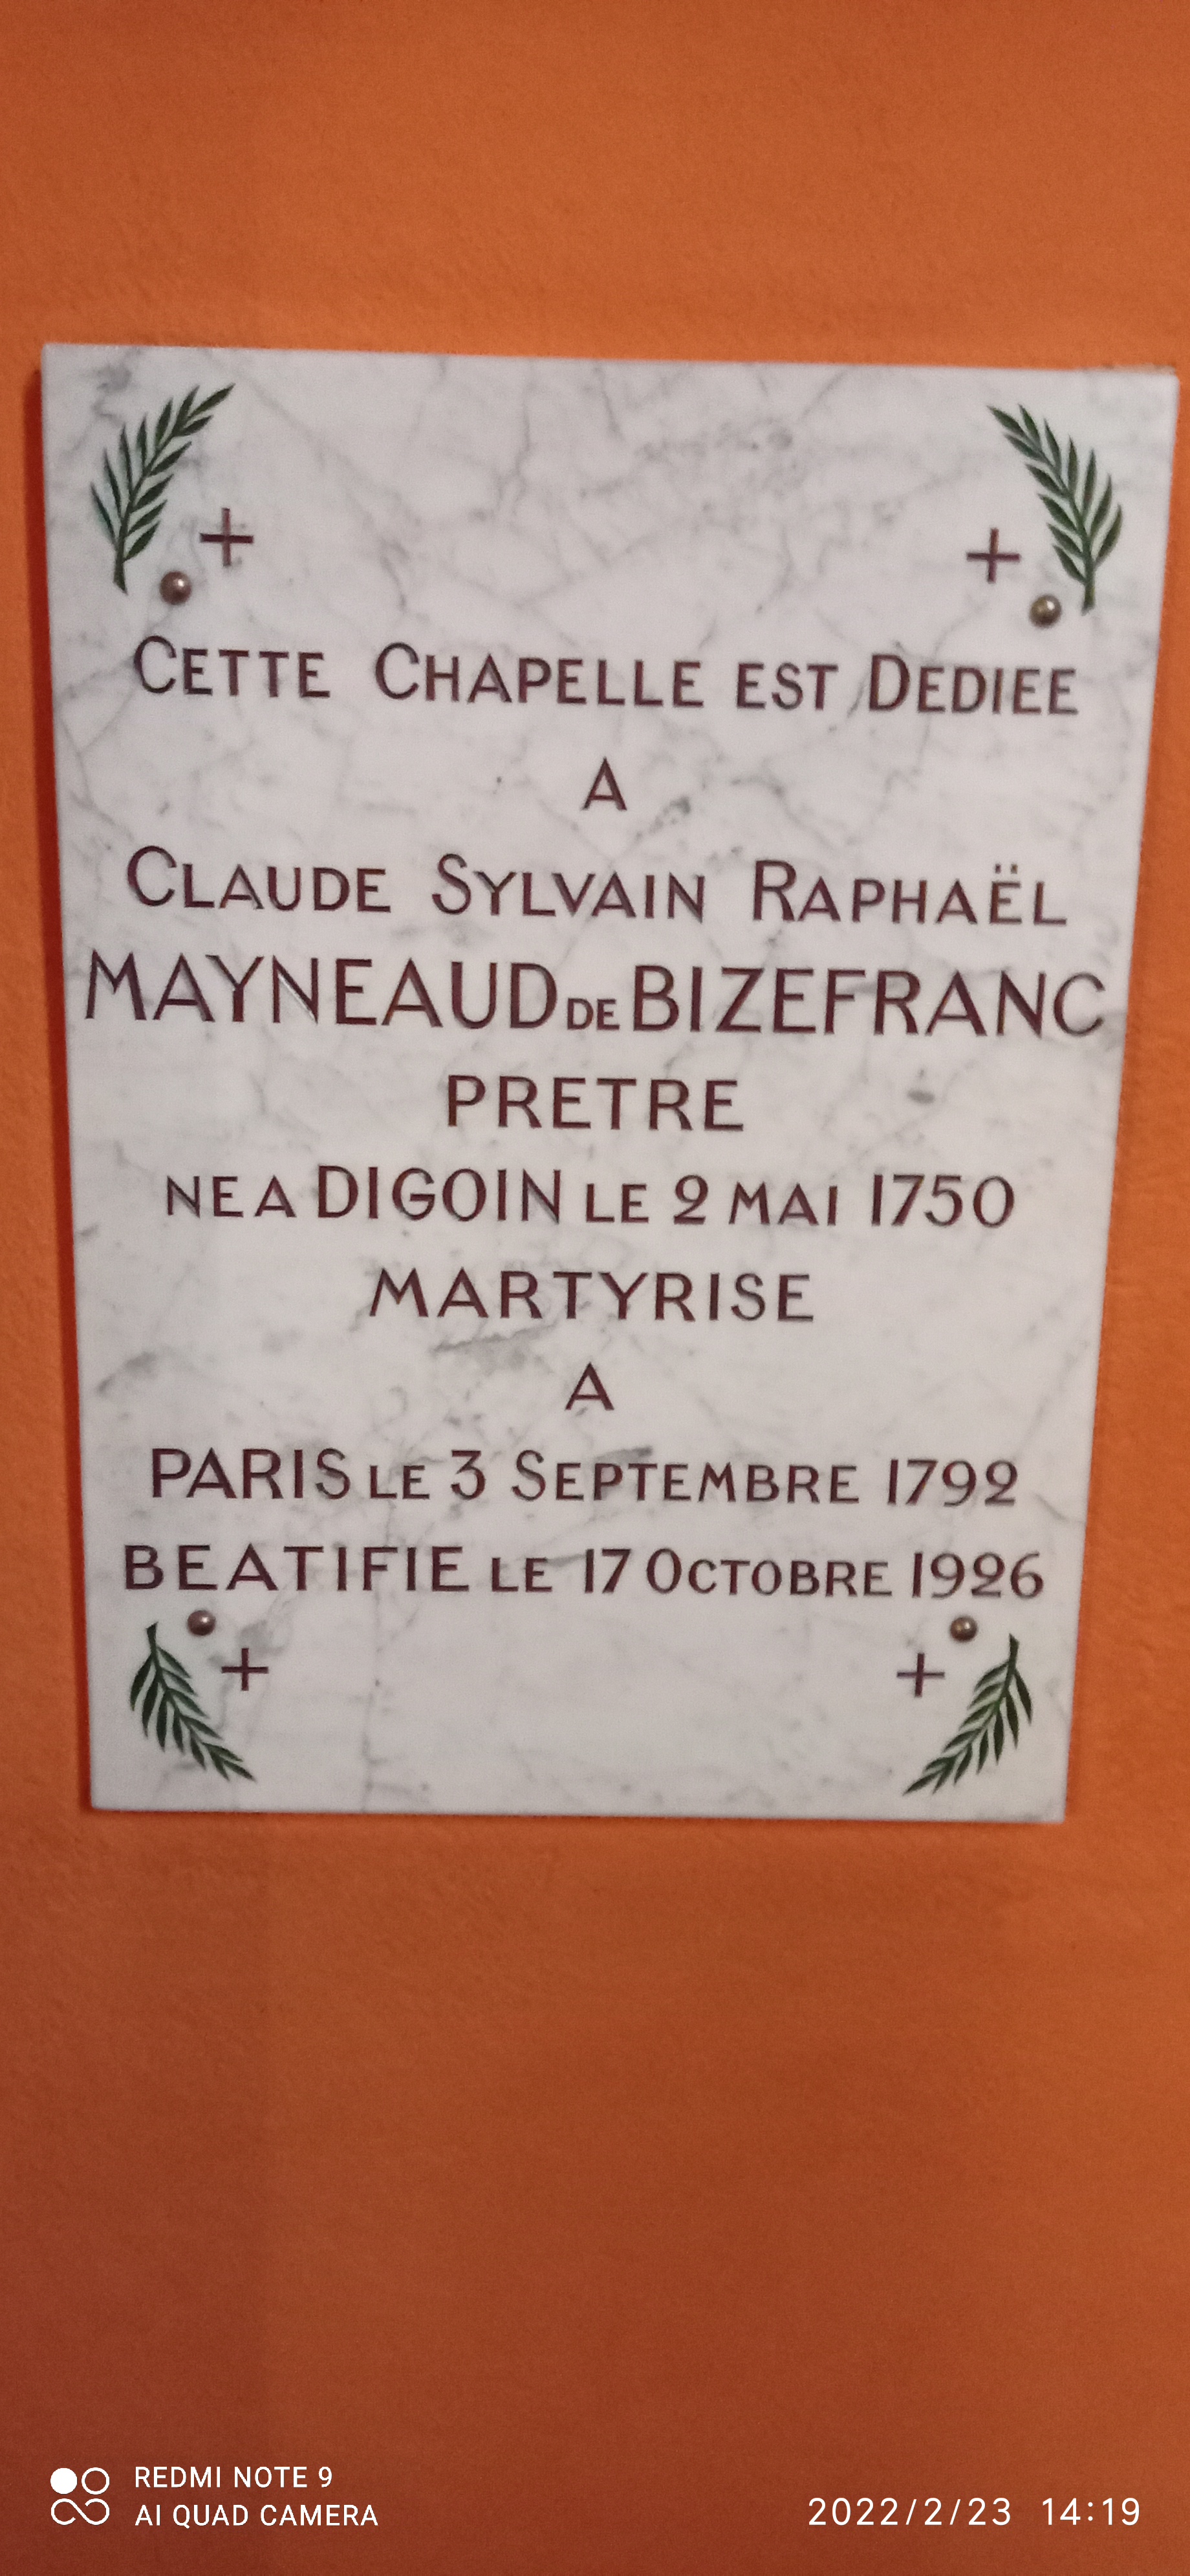 CETTE CHAPELLE EST DEDIEE
A
CLAUDE SYLVAIN RAPHAËL
MAYNEAUD DE BIZEFRANC
PRETRE
NE A DIGOIN LE 2 MAI 1750
MARTYRISE
A
PARIS LE 3 SEPTEMBRE 1792
BEATIFIE LE 17 OCTOBRE 1926
REDMI NOTE 9
AI QUAD CAMERA
2022/2/23 14:19